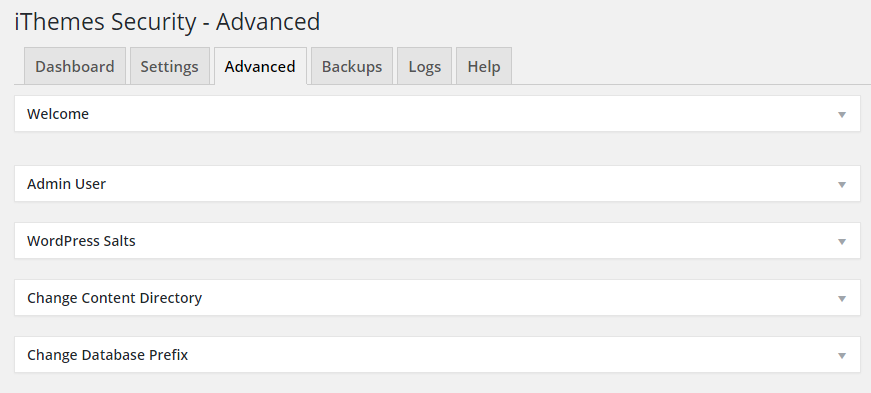 iThemes Security - Advanced
Dashboard Settings Advanced Backups Logs Help
Welcome
Admin User
WordPress Salts
Change Content Directory
Change Database Prefix